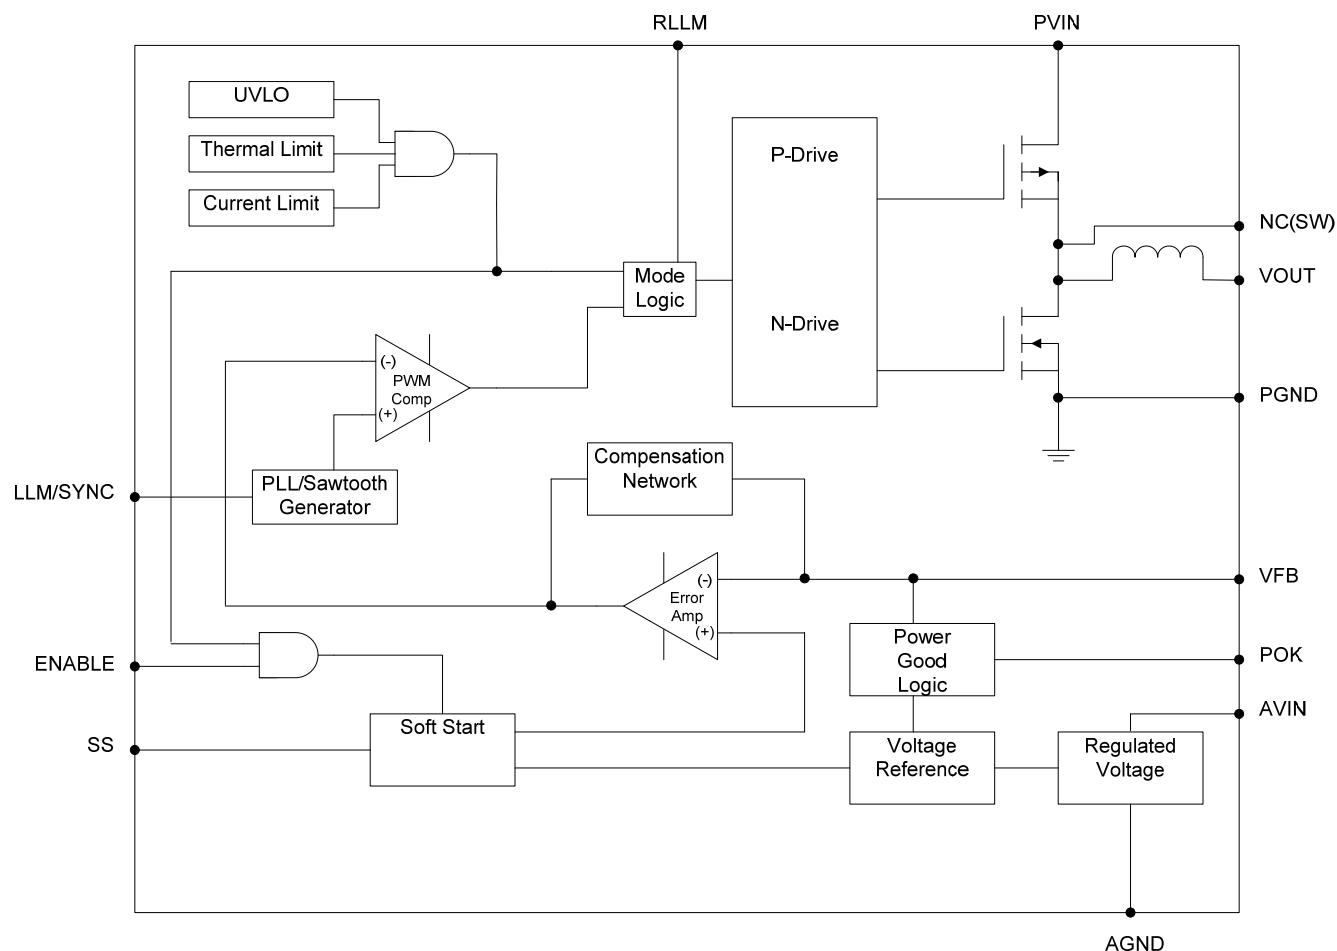 RLLM
PVIN
UVLO
Thermal Limit
Current Limit
P-Drive
N-Drive
NC(SW)
VOUT
Mode
Logic
(-)
PWM
Comp
(+)
PGND
LLM/SYNC
PLL/Sawtooth
Generator
Compensation
Network
VFB
(-)
Error
Amp
(+)
ENABLE
Power
Good
Logic
POK
AVIN
SS
Soft Start
Voltage
Reference
Regulated
Voltage
AGND